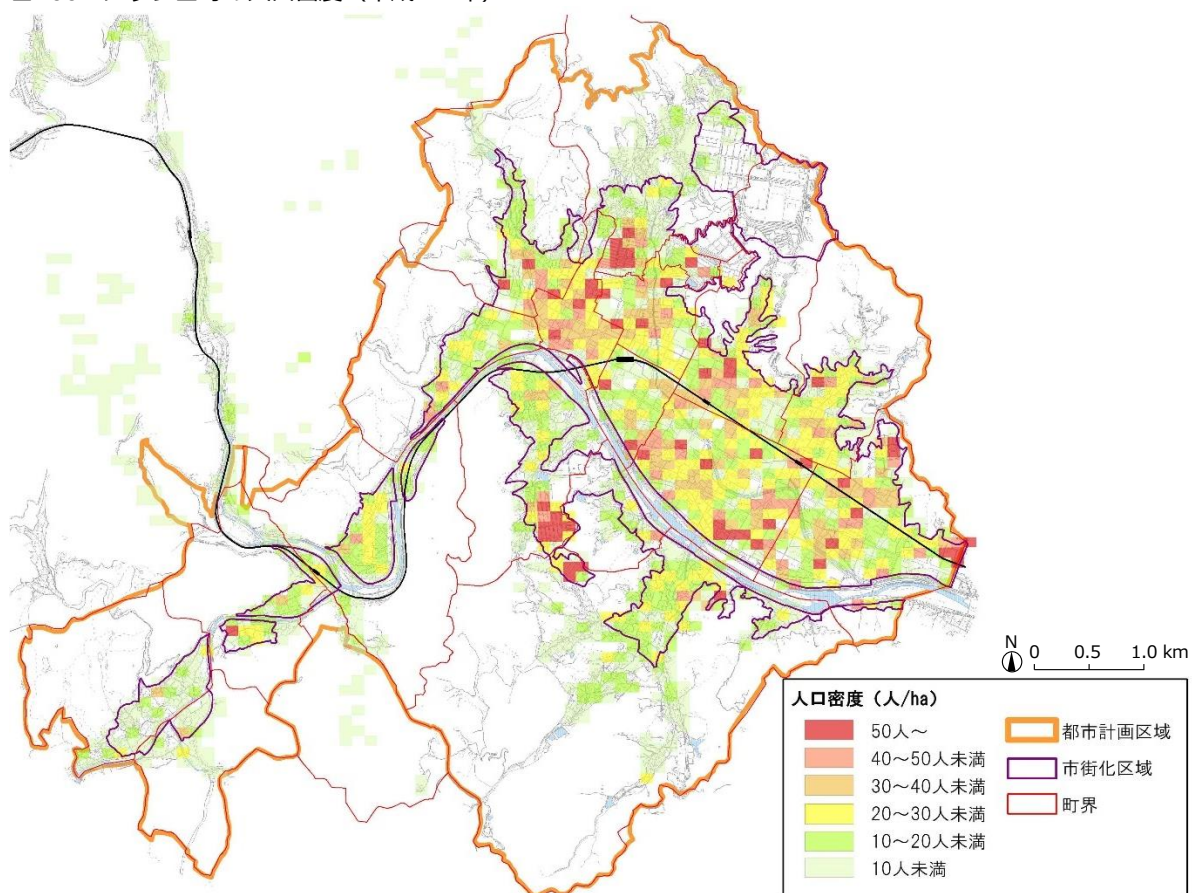 N
0 0.5 1.0 km
人口密度（人/ha）
50人～
40～50人未満
30～40人未満
20～30人未満
10～20人未満
10人未満
都市計画区域
市街化区域
町界